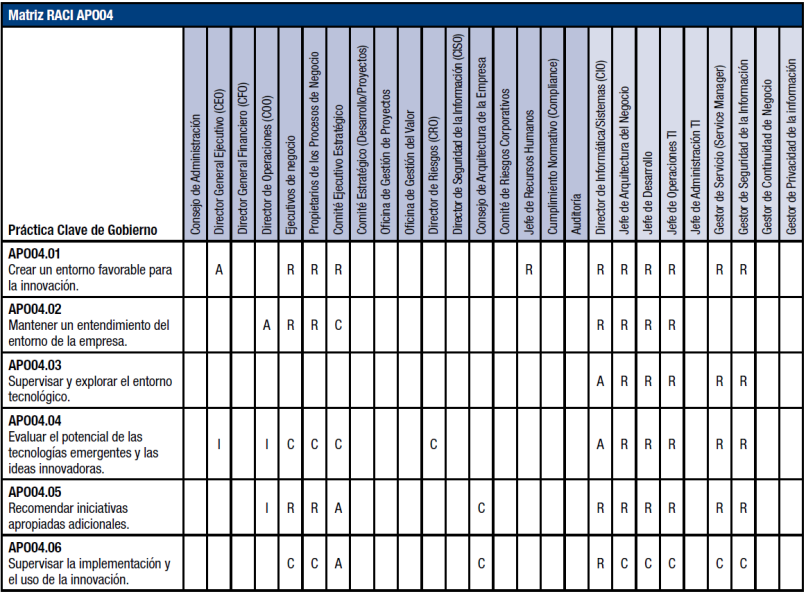 Matriz RACI APO04
Práctica Clave de Gobierno
Consejo de Administración
Director General Ejecutivo (CEO)
Director General Financiero (CFO)
Director de Operaciones (COO)
Ejecutivos de negocio
Propietarios de los Procesos de Negocio
Comité Ejecutivo Estratégico
Comité Estratégico (Desarrollo/Proyectos)
Oficina de Gestión de Proyectos
Oficina de Gestión del Valor
Director de Riesgos (CRO)
Director de Seguridad de la Información (CISO)
Consejo de Arquitectura de la Empresa
Comité de Riesgos Corporativos
Jefe de Recursos Humanos
Cumplimiento Normativo (Compliance)
Auditoría
Director de Informática/Sistemas (CIO)
Jefe de Arquitectura del Negocio
Jefe de Desarrollo
Jefe de Operaciones TI
Jefe de Administración TI
Gestor de Servicio (Service Manager)
Gestor de Seguridad de la Información
Gestor de Continuidad de Negocio
Gestor de Privacidad de la Información
APO04.01
Crear un entorno favorable para
la innovación.
A R R R R R R R R R R
APO04.02
Mantener un entendimiento del
entorno de la empresa.
A R R C R R R R
APO04.03
Supervisar y explorar el entorno
tecnológico.
A R R R R R
APO04.04
Evaluar el potencial de las
tecnologías emergentes y las
ideas innovadoras.
I I C C C C A R R R R R
APO04.05
Recomendar iniciativas
apropiadas adicionales.
I R R A C R R R R R R
APO04.06
Supervisar la implementación y
el uso de la innovación.
C C A C R C C C C C